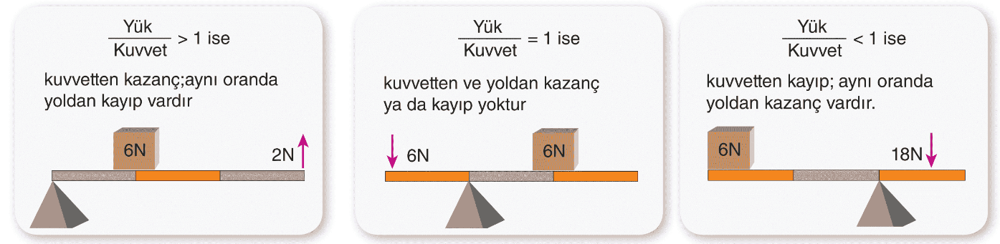 Yük
Kuvvet > 1 ise
kuvvetten kazanç;aynı oranda
yoldan kayıp vardır
6N
2N
Yük
Kuvvet = 1 ise
kuvvetten ve yoldan kazanç
ya da kayıp yoktur
6N
6N
Yük
Kuvvet < 1 ise
kuvvetten kayıp; aynı oranda
yoldan kazanç vardır.
6N
18N